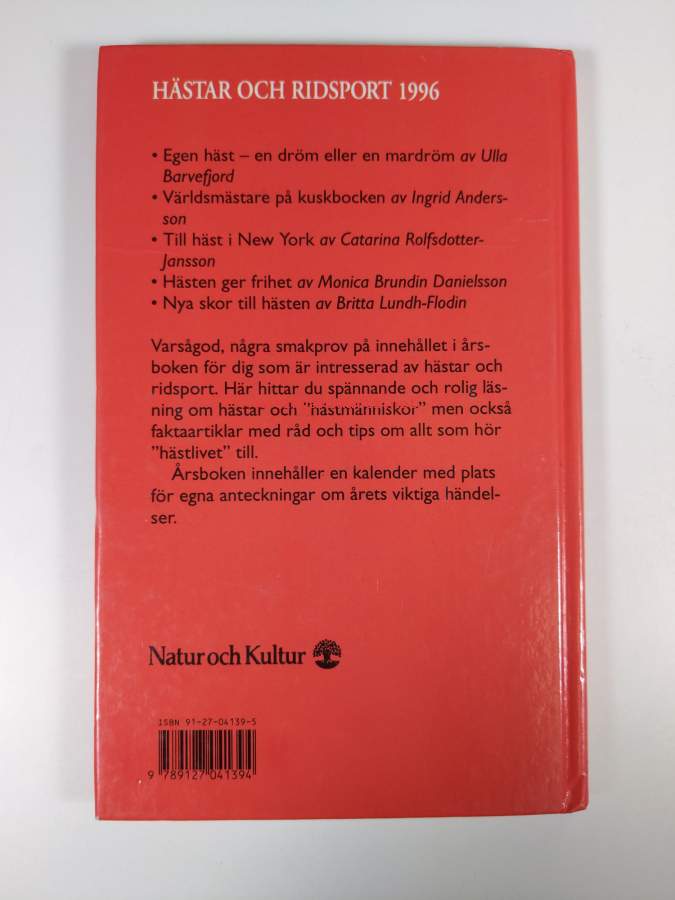 HÄSTAR OCH RIDSPORT 1996
• Egen häst – en dröm eller en mardröm av Ulla
Barvefjord
• Världsmästare på kuskbocken av Ingrid Anders-
son
• Till häst i New York av Catarina Rolfsdotter-
Jansson
• Hästen ger frihet av Monica Brundin Danielsson
• Nya skor till hästen av Britta Lundh-Flodin
Varsågod, några smakprov på innehållet i års-
boken för dig som är intresserad av hästar och
ridsport. Här hittar du spännande och rolig läs-
ning om hästar och ”hästmänniskor” men också
faktaartiklar med råd och tips om allt som hör
”hästlivet” till.
Årsboken innehåller en kalender med plats
för egna anteckningar om årets viktiga händel-
ser.
Natur och Kultur
ISBN 91-27-04139-5
9 789127 041394